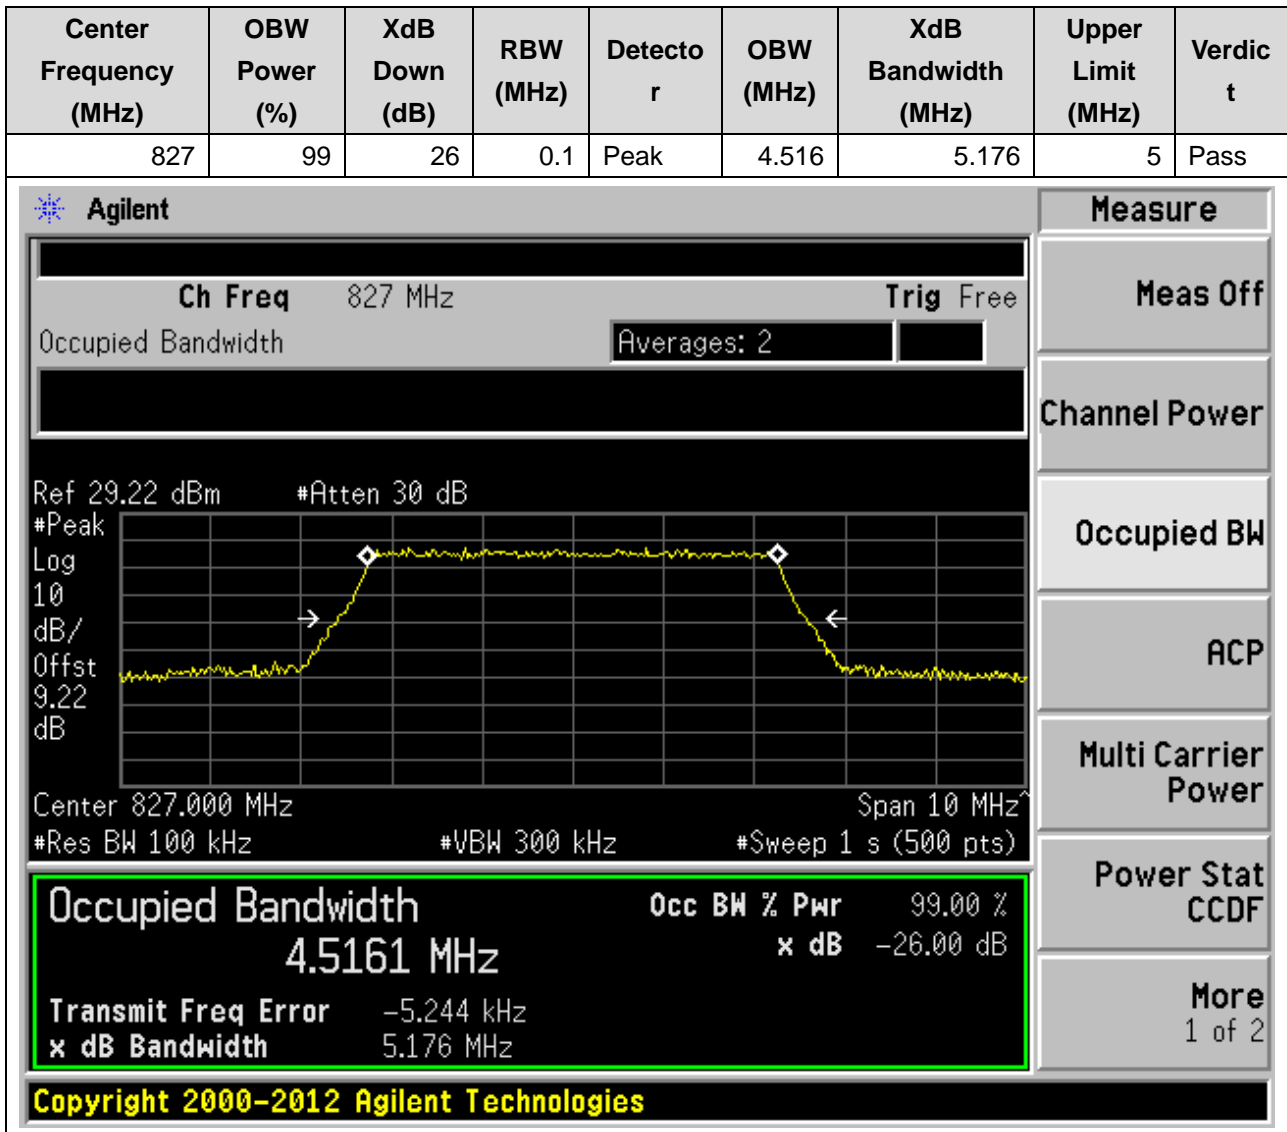 Center Frequency (MHz) OBW Power (%) XdB Down (dB) RBW (MHz) Detecto r OBW (MHz) XdB Bandwidth (MHz) Upper Limit (MHz) Verdic t
827 99 26 0.1 Peak 4.516 5.176 5 Pass
Agilent
Measure
Ch Freq 827 MHz Trig Free
Occupied Bandwidth Averages: 2
Meas Off
Channel Power
Occupied BW
ACP
Multi Carrier
Power
Power Stat
CCDF
More
1 of 2
Ref 29.22 dBm #Atten 30 dB
#Peak
Log
10
dB/
Offst
9.22
dB
Center 827.000 MHz Span 10 MHz^
#Res BW 100 kHz #VBW 300 kHz #Sweep 1 s (500 pts)
Occupied Bandwidth Occ BW % Pwr 99.00 %
4.5161 MHz x dB -26.00 dB
Transmit Freq Error -5.244 kHz
x dB Bandwidth 5.176 MHz
Copyright 2000-2012 Agilent Technologies